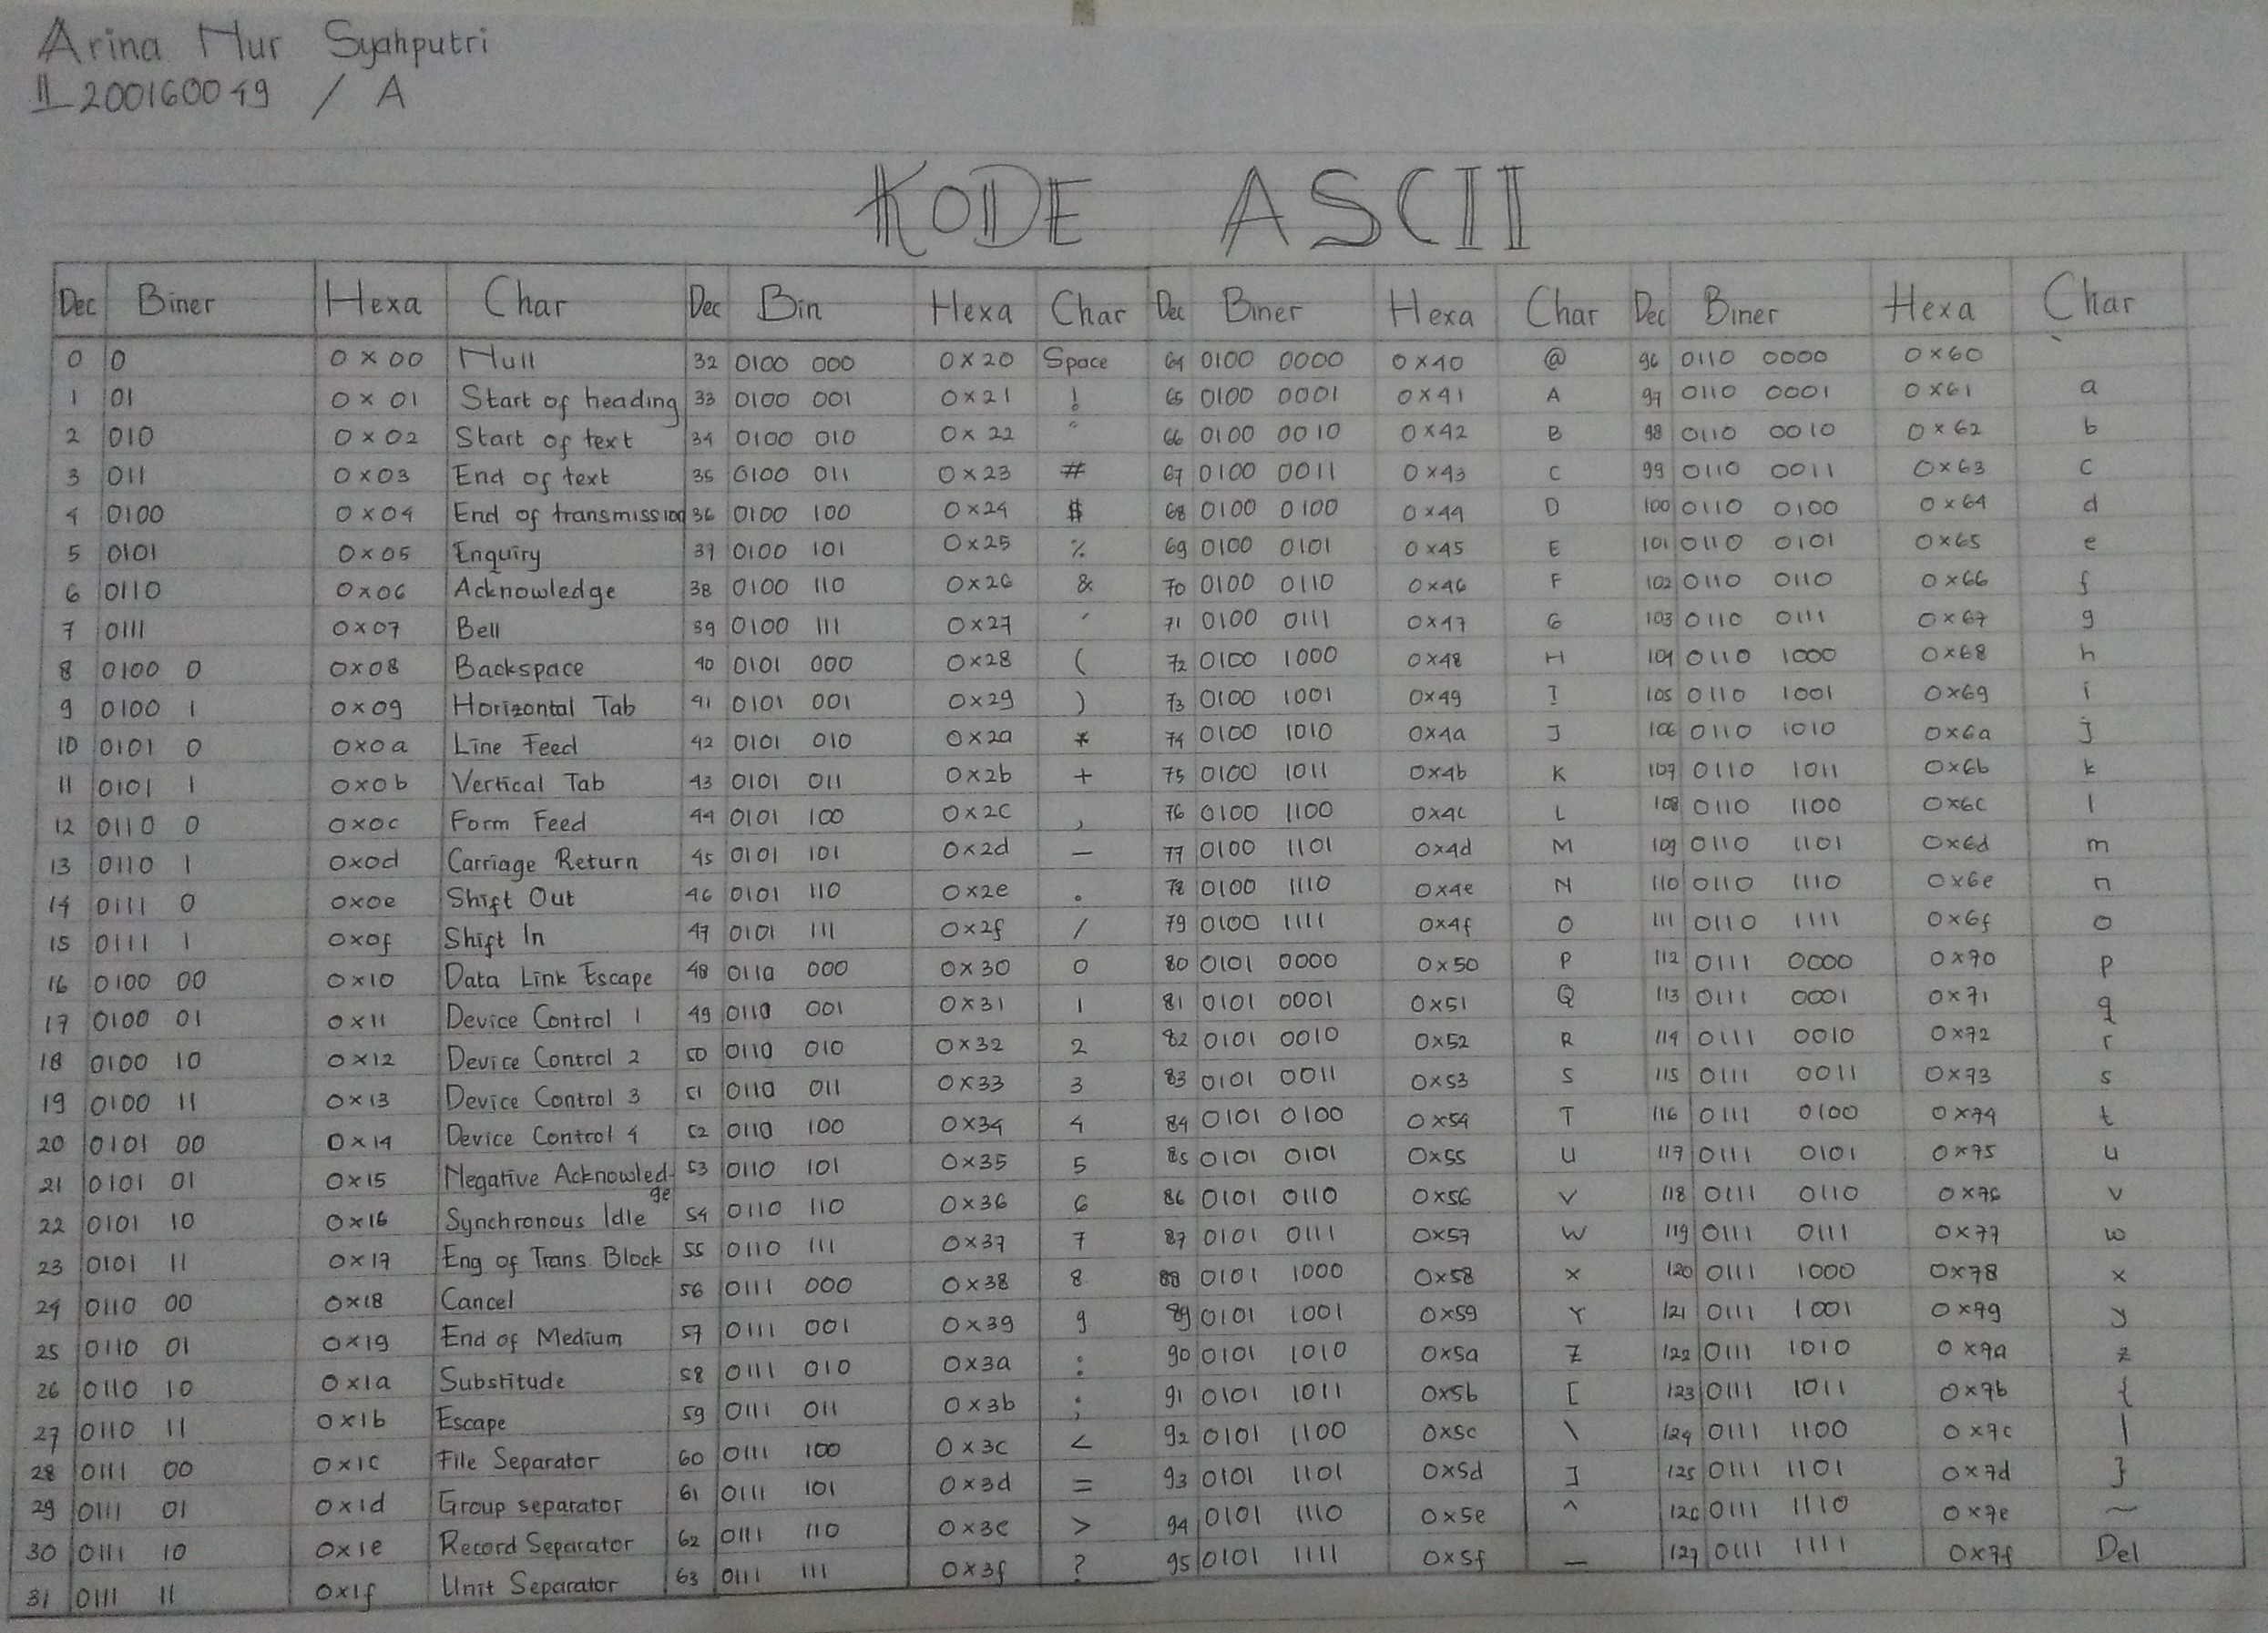 Arina Nur Syahputri
L200160049 / A
KODE ASCII
Dec Biner Hexa Char Dec Bin Hexa Char Dec Biner Hexa Char Dec Biner Hexa Char
0 0 0x00 Null 32 0100 000 0x20 Space 64 0100 0000 0x40 @ 96 0110 0000 0x60 `
1 01 0x01 Start of heading 33 0100 001 0x21 ! 65 0100 0001 0x41 A 97 0110 0001 0x61 a
2 010 0x02 Start of text 34 0100 010 0x22 " 66 0100 0010 0x42 B 98 0110 0010 0x62 b
3 011 0x03 End of text 35 0100 011 0x23 # 67 0100 0011 0x43 C 99 0110 0011 0x63 c
4 0100 0x04 End of transmission 36 0100 100 0x24 $ 68 0100 0100 0x44 D 100 0110 0100 0x64 d
5 0101 0x05 Enquiry 37 0100 101 0x25 % 69 0100 0101 0x45 E 101 0110 0101 0x65 e
6 0110 0x06 Acknowledge 38 0100 110 0x26 & 70 0100 0110 0x46 F 102 0110 0110 0x66 f
7 0111 0x07 Bell 39 0100 111 0x27 ' 71 0100 0111 0x47 G 103 0110 0111 0x67 g
8 0100 0 0x08 Backspace 40 0101 000 0x28 ( 72 0100 1000 0x48 H 104 0110 1000 0x68 h
9 0100 1 0x09 Horizontal Tab 41 0101 001 0x29 ) 73 0100 1001 0x49 I 105 0110 1001 0x69 i
10 0101 0 0x0a Line Feed 42 0101 010 0x2a * 74 0100 1010 0x4a J 106 0110 1010 0x6a j
11 0101 1 0x0b Vertical Tab 43 0101 011 0x2b + 75 0100 1011 0x4b K 107 0110 1011 0x6b k
12 0110 0 0x0c Form Feed 44 0101 100 0x2c , 76 0100 1100 0x4c L 108 0110 1100 0x6c l
13 0110 1 0x0d Carriage Return 45 0101 101 0x2d – 77 0100 1101 0x4d M 109 0110 1101 0x6d m
14 0111 0 0x0e Shift Out 46 0101 110 0x2e . 78 0100 1110 0x4e N 110 0110 1110 0x6e n
15 0111 1 0x0f Shift In 47 0101 111 0x2f / 79 0100 1111 0x4f O 111 0110 1111 0x6f o
16 0100 00 0x10 Data Link Escape 48 0110 000 0x30 0 80 0101 0000 0x50 P 112 0111 0000 0x70 p
17 0100 01 0x11 Device Control 1 49 0110 001 0x31 1 81 0101 0001 0x51 Q 113 0111 0001 0x71 q
18 0100 10 0x12 Device Control 2 50 0110 010 0x32 2 82 0101 0010 0x52 R 114 0111 0010 0x72 r
19 0100 11 0x13 Device Control 3 51 0110 011 0x33 3 83 0101 0011 0x53 S 115 0111 0011 0x73 s
20 0101 00 0x14 Device Control 4 52 0110 100 0x34 4 84 0101 0100 0x54 T 116 0111 0100 0x74 t
21 0101 01 0x15 Negative Acknowled-ge 53 0110 101 0x35 5 85 0101 0101 0x55 U 117 0111 0101 0x75 u
22 0101 10 0x16 Synchronous Idle 54 0110 110 0x36 6 86 0101 0110 0x56 V 118 0111 0110 0x76 v
23 0101 11 0x17 Eng of Trans Block 55 0110 111 0x37 7 87 0101 0111 0x57 W 119 0111 0111 0x77 w
24 0110 00 0x18 Cancel 56 0111 000 0x38 8 88 0101 1000 0x58 X 120 0111 1000 0x78 x
25 0110 01 0x19 End of Medium 57 0111 001 0x39 9 89 0101 1001 0x59 Y 121 0111 1001 0x79 y
26 0110 10 0x1a Substitude 58 0111 010 0x3a : 90 0101 1010 0x5a Z 122 0111 1010 0x7a z
27 0110 11 0x1b Escape 59 0111 011 0x3b ; 91 0101 1011 0x5b [ 123 0111 1011 0x7b {
28 0111 00 0x1c File Separator 60 0111 100 0x3c < 92 0101 1100 0x5c \ 124 0111 1100 0x7c |
29 0111 01 0x1d Group separator 61 0111 101 0x3d = 93 0101 1101 0x5d ] 125 0111 1101 0x7d }
30 0111 10 0x1e Record Separator 62 0111 110 0x3e > 94 0101 1110 0x5e ^ 126 0111 1110 0x7e ~
31 0111 11 0x1f Unit Separator 63 0111 111 0x3f ? 95 0101 1111 0x5f _ 127 0111 1111 0x7f Del